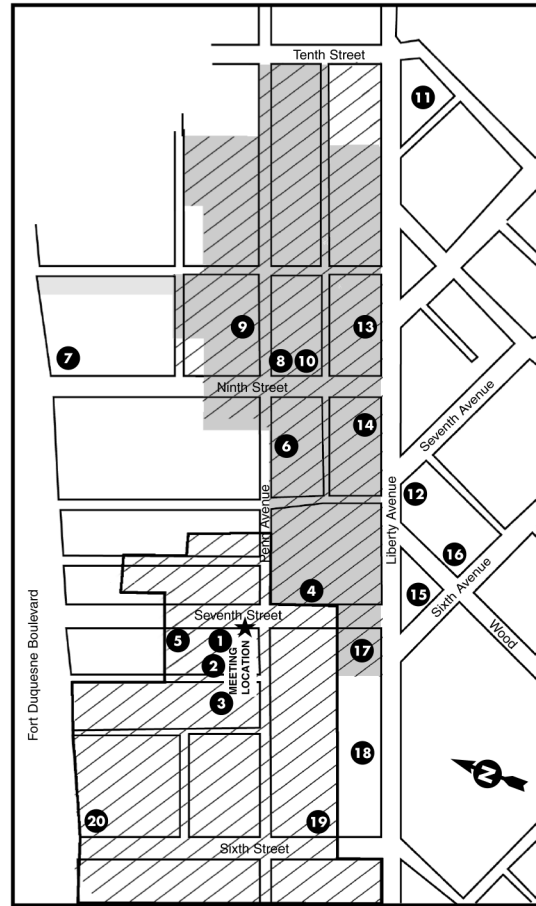 Tenth Street
11
9
13
7
8
10
Ninth Street
14
6
Seventh Avenue
12
Penn Avenue
Liberty Avenue
16
4
15
Sixth Avenue
Seventh Street
Wood
5
1
2
MEETING
LOCATION
17
Fort Duquesne Boulevard
3
18
N
20
19
Sixth Street